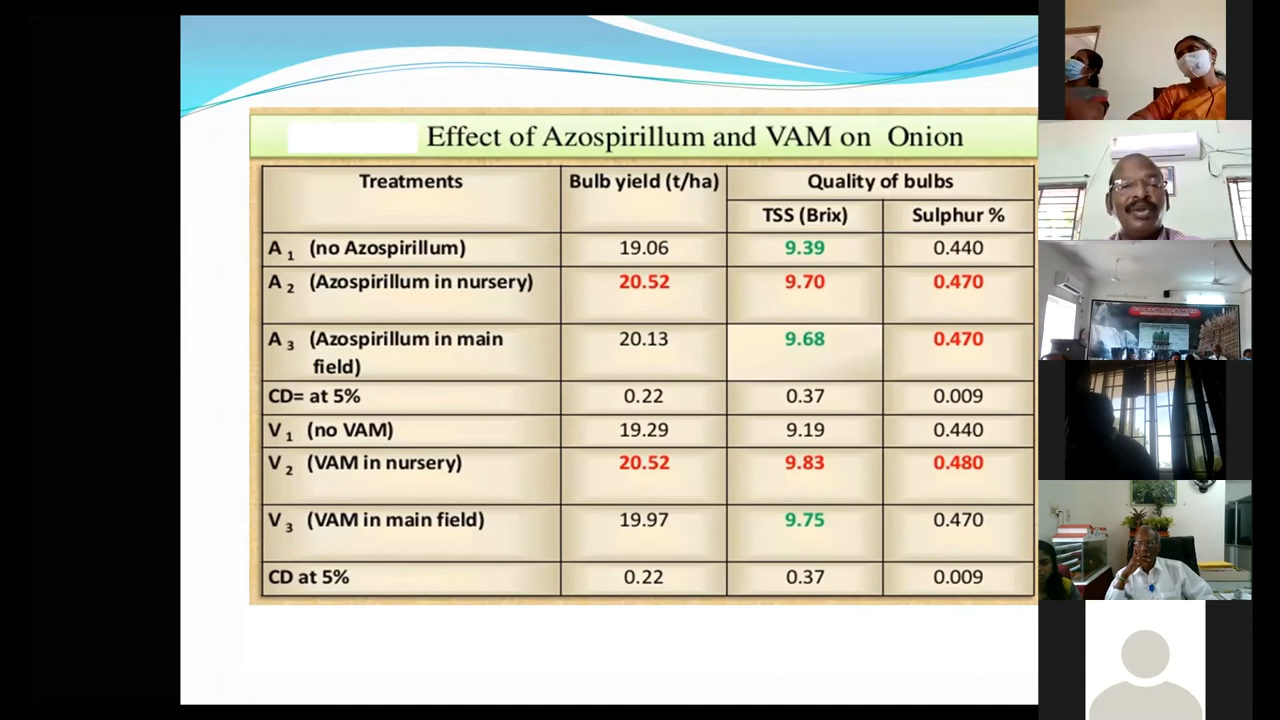 Effect of Azospirillum and VAM on Onion
Treatments Bulb yield (t/ha) Quality of bulbs
TSS (Brix) Sulphur %
A 1 (no Azospirillum) 19.06 9.39 0.440
A 2 (Azospirillum in nursery) 20.52 9.70 0.470
A 3 (Azospirillum in main 20.13 9.68 0.470
field)
CD= at 5% 0.22 0.37 0.009
V 1 (no VAM) 19.29 9.19 0.440
V 2 (VAM in nursery) 20.52 9.83 0.480
V 3 (VAM in main field) 19.97 9.75 0.470
CD at 5% 0.22 0.37 0.009